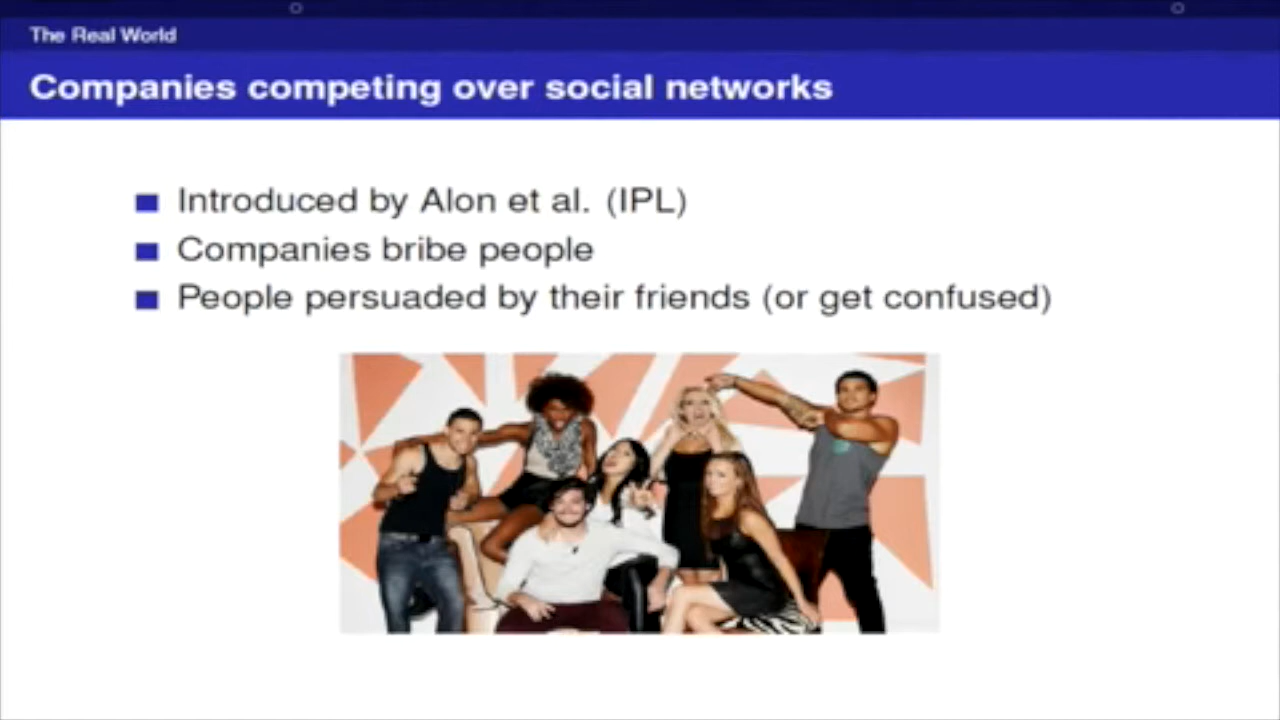 The Real World
Companies competing over social networks
Introduced by Alon et al. (IPL)
Companies bribe people
People persuaded by their friends (or get confused)